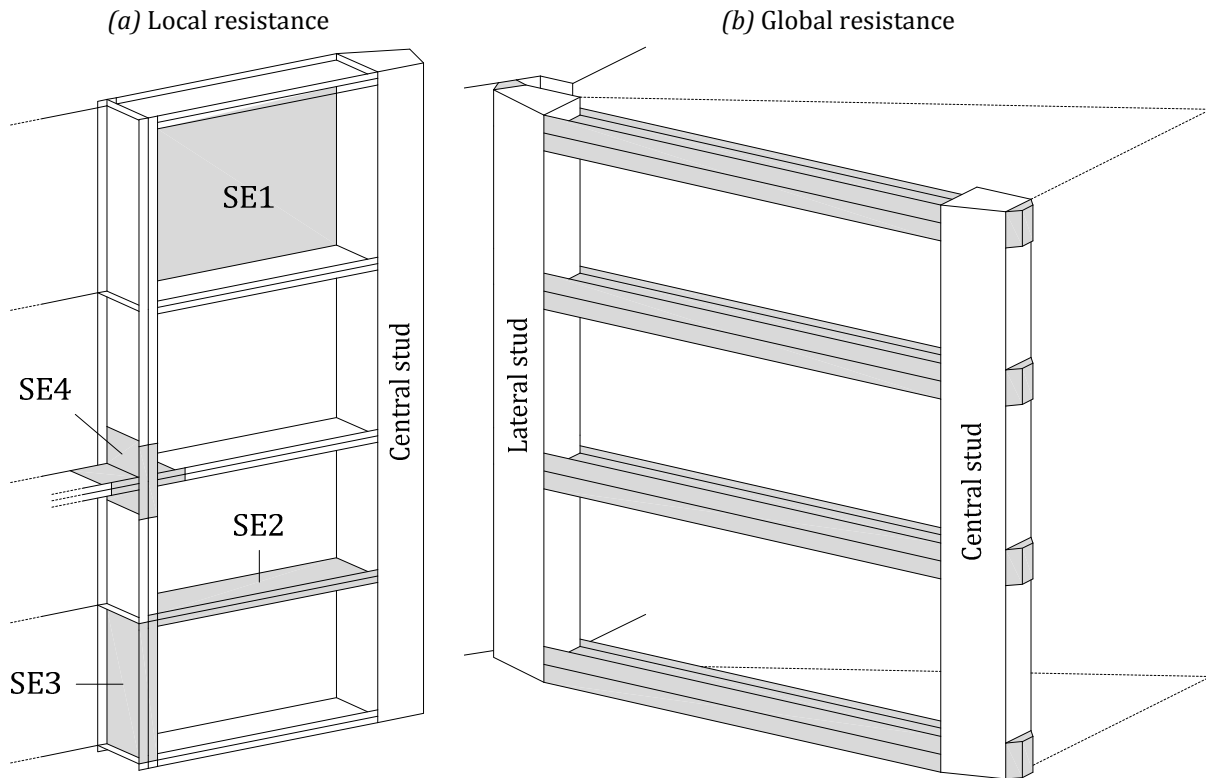 (a) Local resistance
(b) Global resistance
SE1
SE4
SE2
SE3
Central stud
Lateral stud
Central stud